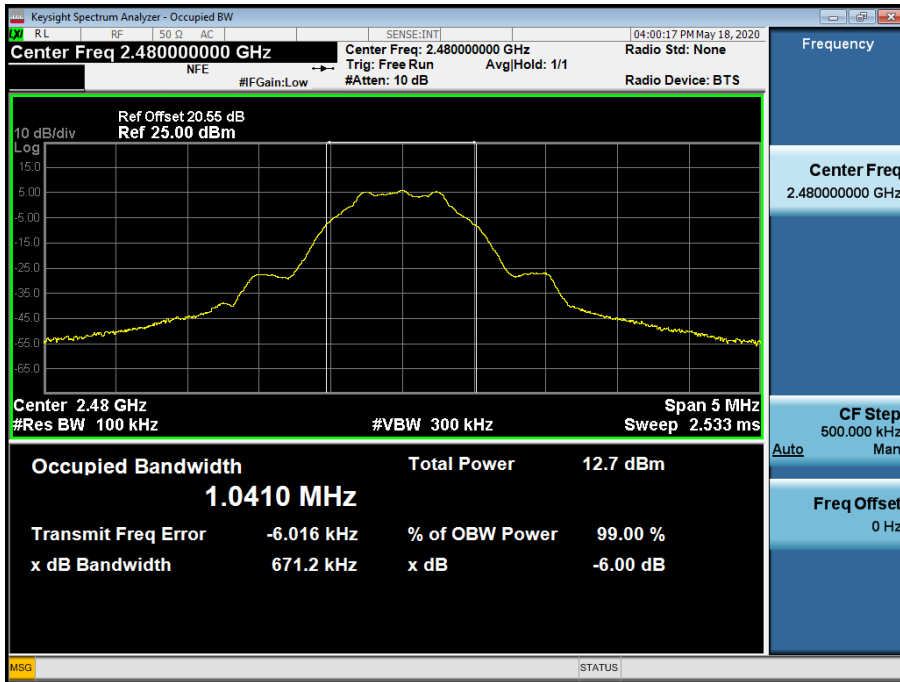 Keysight Spectrum Analyzer - Occupied BW
LXI RL RF 50 Ω AC SENSE:INT 04:00:17 PM May 18, 2020
Center Freq 2.480000000 GHz
NFE
#IFGain:Low
Center Freq: 2.480000000 GHz
Trig: Free Run Avg|Hold: 1/1
#Atten: 10 dB
Radio Std: None
Radio Device: BTS
Ref Offset 20.55 dB
10 dB/div Ref 25.00 dBm
Log
15.0
5.00
-5.00
-15.0
-25.0
-35.0
-45.0
-55.0
-65.0
Center 2.48 GHz Span 5 MHz
#Res BW 100 kHz #VBW 300 kHz Sweep 2.533 ms
Occupied Bandwidth Total Power 12.7 dBm
1.0410 MHz
Transmit Freq Error -6.016 kHz % of OBW Power 99.00 %
x dB Bandwidth 671.2 kHz x dB -6.00 dB
MSG STATUS
Frequency
Center Freq
2.480000000 GHz
CF Step
500.000 kHz
Auto Man
Freq Offset
0 Hz